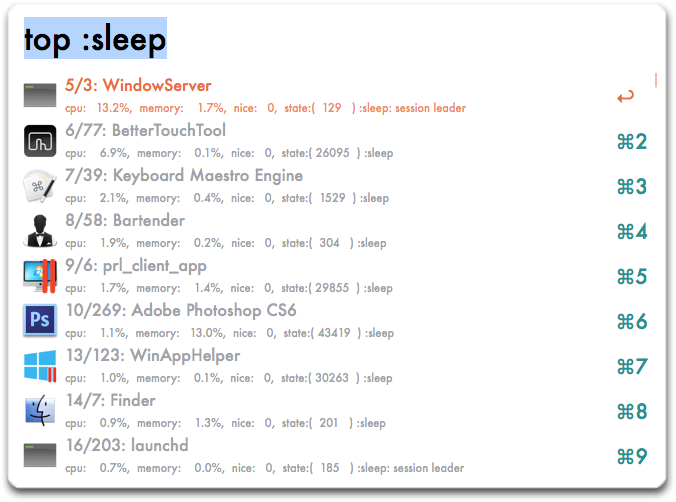 top :sleep
5/3: WindowServer
cpu: 13.2%, memory: 1.7%, nice: 0, state:( 129 ) :sleep: session leader
↩
6/77: BetterTouchTool
cpu: 6.9%, memory: 0.1%, nice: 0, state:( 26095 ) :sleep
⌘2
7/39: Keyboard Maestro Engine
cpu: 2.1%, memory: 0.4%, nice: 0, state:( 1529 ) :sleep
⌘3
8/58: Bartender
cpu: 1.9%, memory: 0.2%, nice: 0, state:( 304 ) :sleep
⌘4
9/6: prl_client_app
cpu: 1.7%, memory: 1.4%, nice: 0, state:( 29855 ) :sleep
⌘5
Ps
10/269: Adobe Photoshop CS6
cpu: 1.1%, memory: 13.0%, nice: 0, state:( 43419 ) :sleep
⌘6
13/123: WinAppHelper
cpu: 1.0%, memory: 0.1%, nice: 0, state:( 30263 ) :sleep
⌘7
14/7: Finder
cpu: 0.9%, memory: 1.3%, nice: 0, state:( 201 ) :sleep
⌘8
16/203: launchd
cpu: 0.7%, memory: 0.0%, nice: 0, state:( 185 ) :sleep: session leader
⌘9